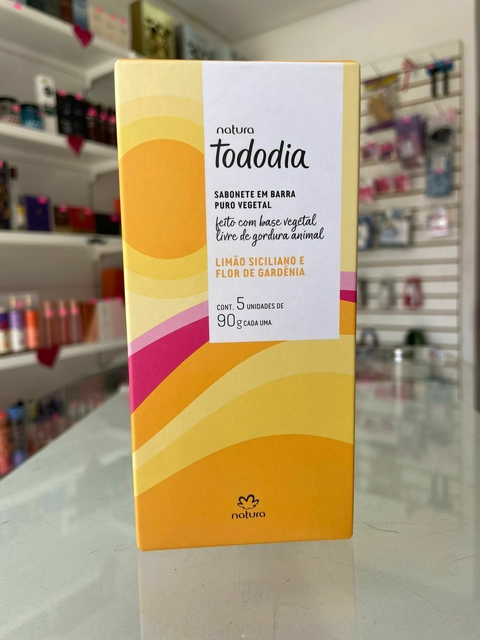 natura
tododia
SABONETE EM BARRA
PURO VEGETAL
feito com base vegetal
livre de gordura animal
LIMÃO SICILIANO E
FLOR DE GARDÊNIA
CONT. 5 UNIDADES DE
90g CADA UMA
natura